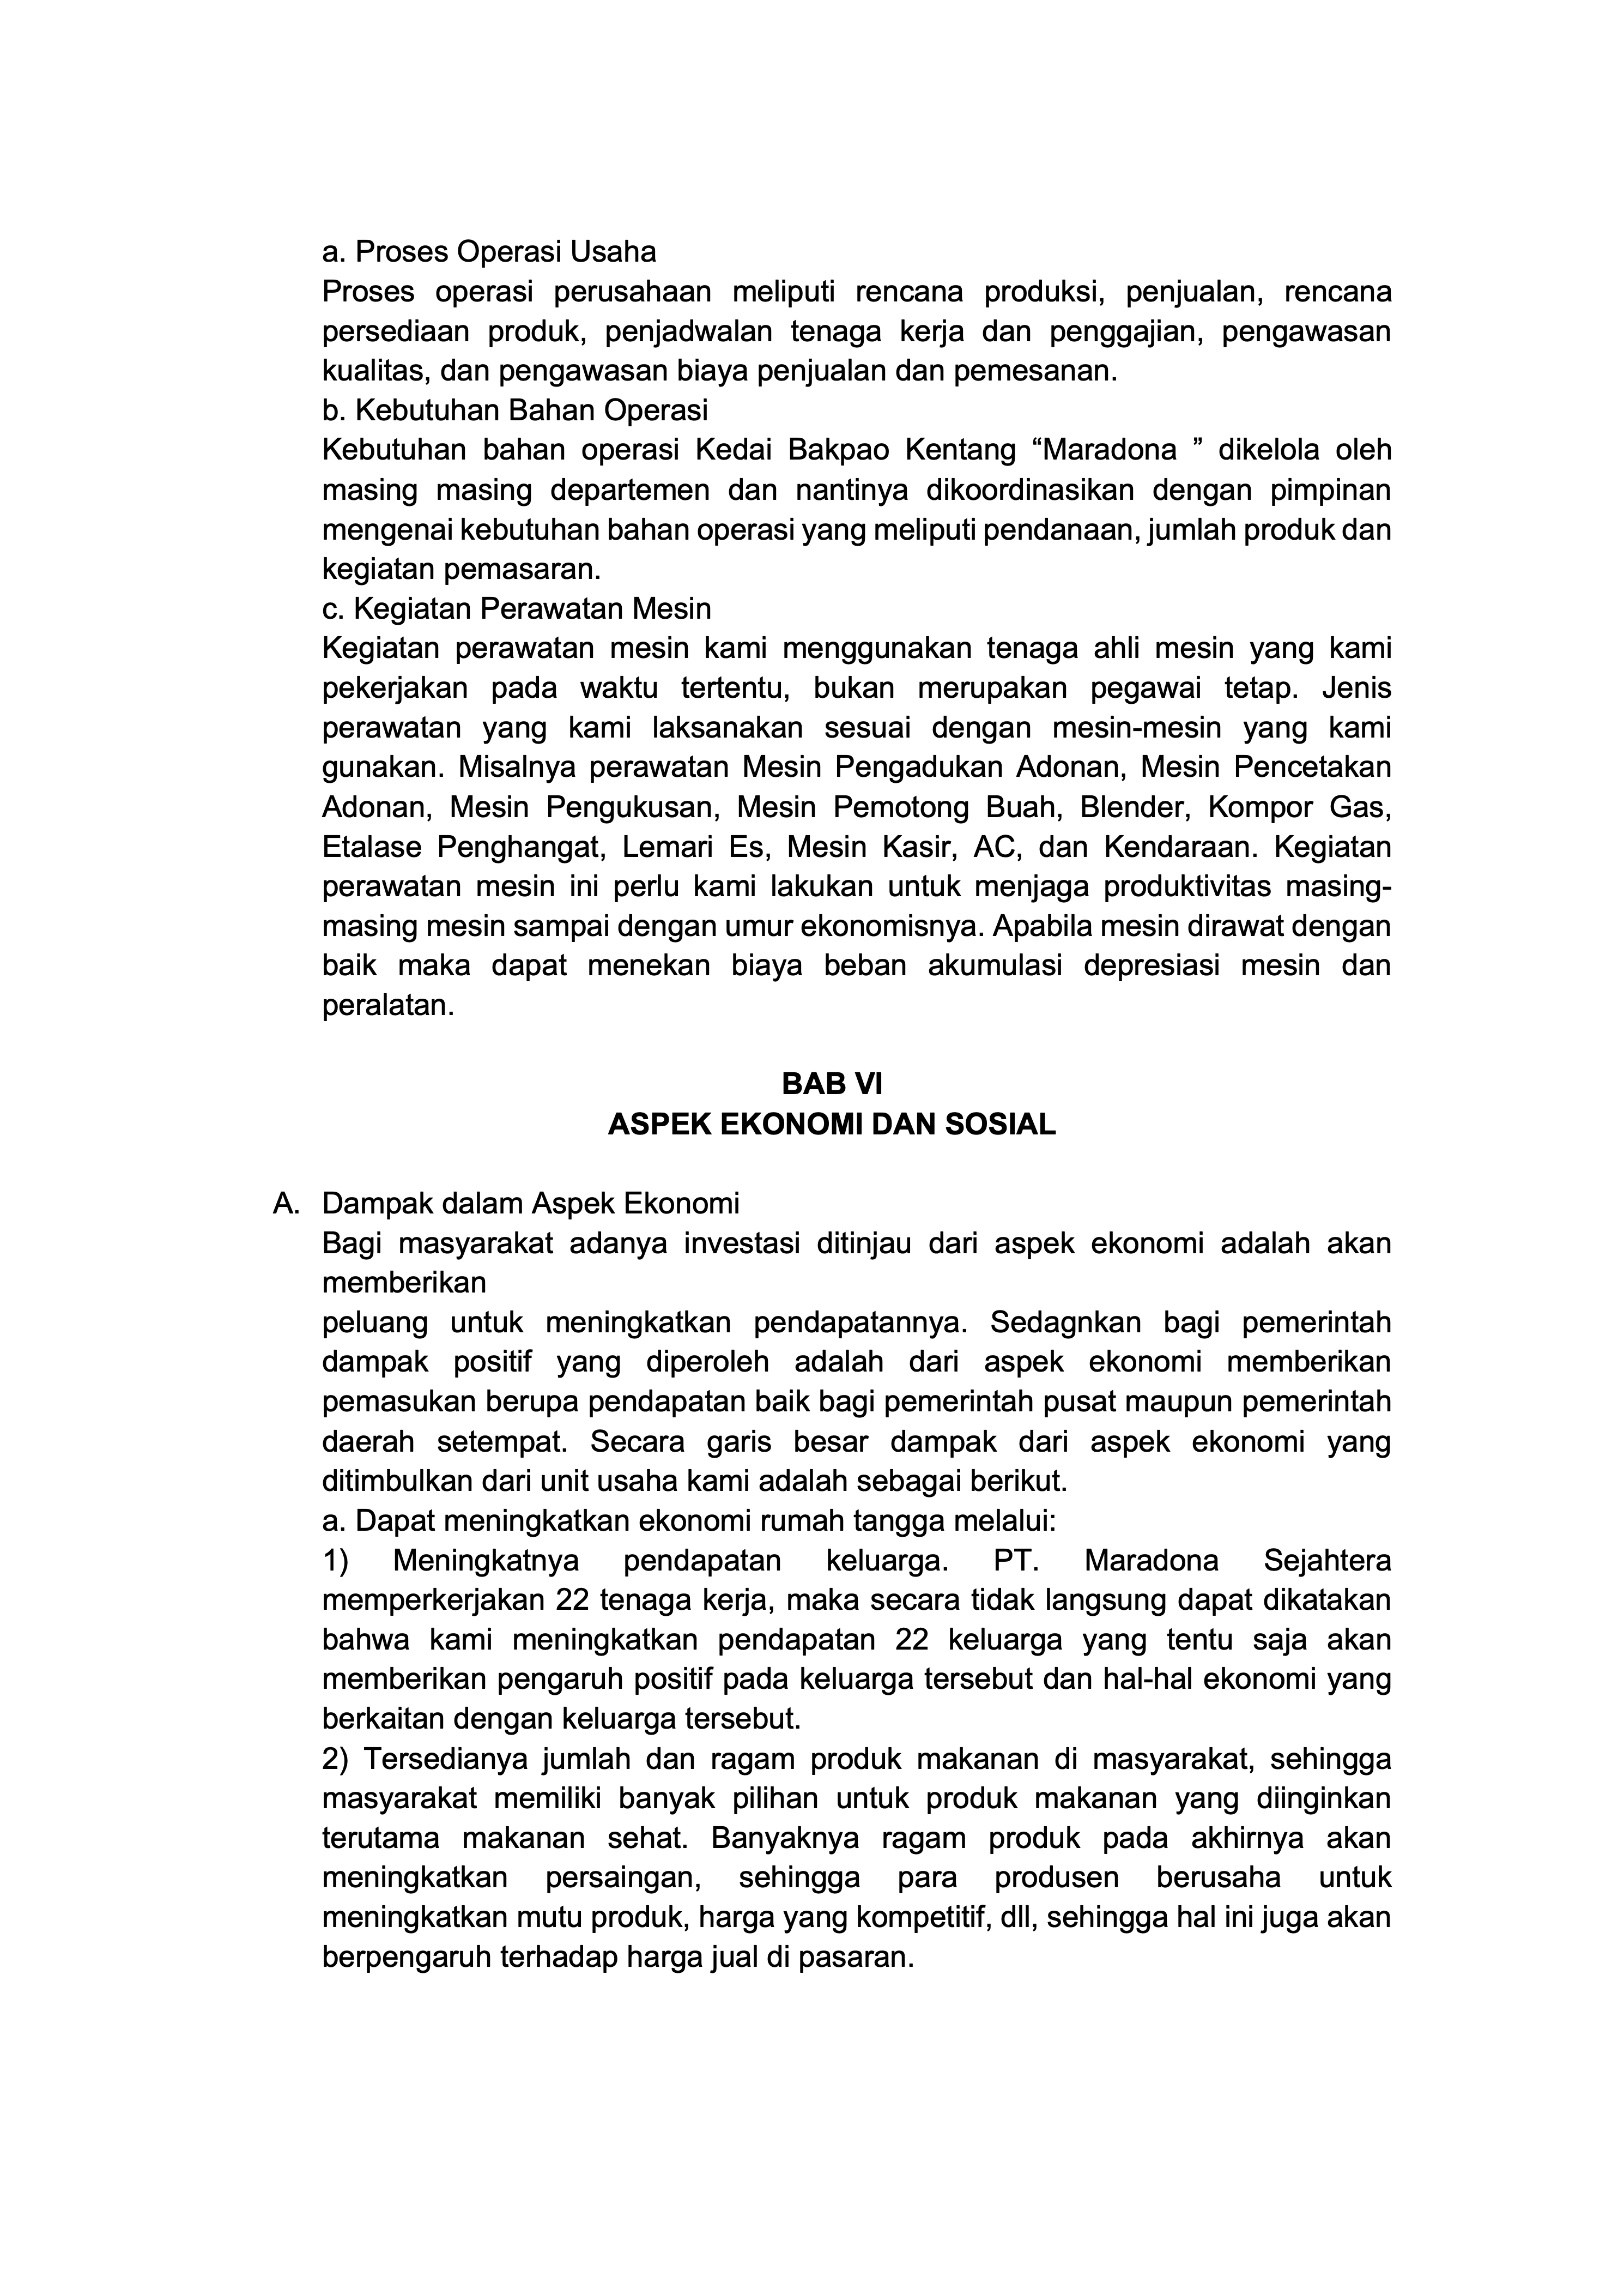 a. Proses Operasi Usaha
Proses operasi perusahaan meliputi rencana produksi, penjualan, rencana
persediaan produk, penjadwalan tenaga kerja dan penggajian, pengawasan
kualitas, dan pengawasan biaya penjualan dan pemesanan.
b. Kebutuhan Bahan Operasi
Kebutuhan bahan operasi Kedai Bakpao Kentang “Maradona ” dikelola oleh
masing masing departemen dan nantinya dikoordinasikan dengan pimpinan
mengenai kebutuhan bahan operasi yang meliputi pendanaan, jumlah produk dan
kegiatan pemasaran.
c. Kegiatan Perawatan Mesin
Kegiatan perawatan mesin kami menggunakan tenaga ahli mesin yang kami
pekerjakan pada waktu tertentu, bukan merupakan pegawai tetap. Jenis
perawatan yang kami laksanakan sesuai dengan mesin-mesin yang kami
gunakan. Misalnya perawatan Mesin Pengadukan Adonan, Mesin Pencetakan
Adonan, Mesin Pengukusan, Mesin Pemotong Buah, Blender, Kompor Gas,
Etalase Penghangat, Lemari Es, Mesin Kasir, AC, dan Kendaraan. Kegiatan
perawatan mesin ini perlu kami lakukan untuk menjaga produktivitas masing-
masing mesin sampai dengan umur ekonomisnya. Apabila mesin dirawat dengan
baik maka dapat menekan biaya beban akumulasi depresiasi mesin dan
peralatan.
BAB VI
ASPEK EKONOMI DAN SOSIAL
A. Dampak dalam Aspek Ekonomi
Bagi masyarakat adanya investasi ditinjau dari aspek ekonomi adalah akan
memberikan
peluang untuk meningkatkan pendapatannya. Sedagnkan bagi pemerintah
dampak positif yang diperoleh adalah dari aspek ekonomi memberikan
pemasukan berupa pendapatan baik bagi pemerintah pusat maupun pemerintah
daerah setempat. Secara garis besar dampak dari aspek ekonomi yang
ditimbulkan dari unit usaha kami adalah sebagai berikut.
a. Dapat meningkatkan ekonomi rumah tangga melalui:
1) Meningkatnya pendapatan keluarga. PT. Maradona Sejahtera
memperkerjakan 22 tenaga kerja, maka secara tidak langsung dapat dikatakan
bahwa kami meningkatkan pendapatan 22 keluarga yang tentu saja akan
memberikan pengaruh positif pada keluarga tersebut dan hal-hal ekonomi yang
berkaitan dengan keluarga tersebut.
2) Tersedianya jumlah dan ragam produk makanan di masyarakat, sehingga
masyarakat memiliki banyak pilihan untuk produk makanan yang diinginkan
terutama makanan sehat. Banyaknya ragam produk pada akhirnya akan
meningkatkan persaingan, sehingga para produsen berusaha untuk
meningkatkan mutu produk, harga yang kompetitif, dll, sehingga hal ini juga akan
berpengaruh terhadap harga jual di pasaran.